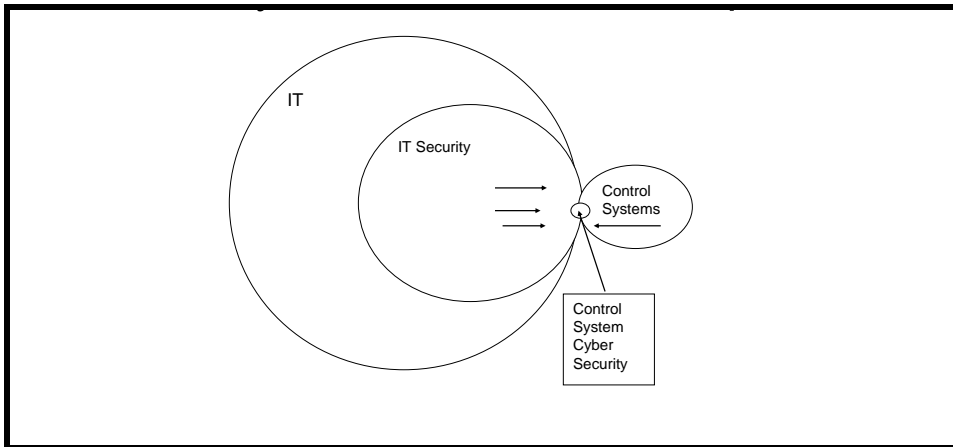 IT
IT Security
Control
Systems
Control
System
Cyber
Security